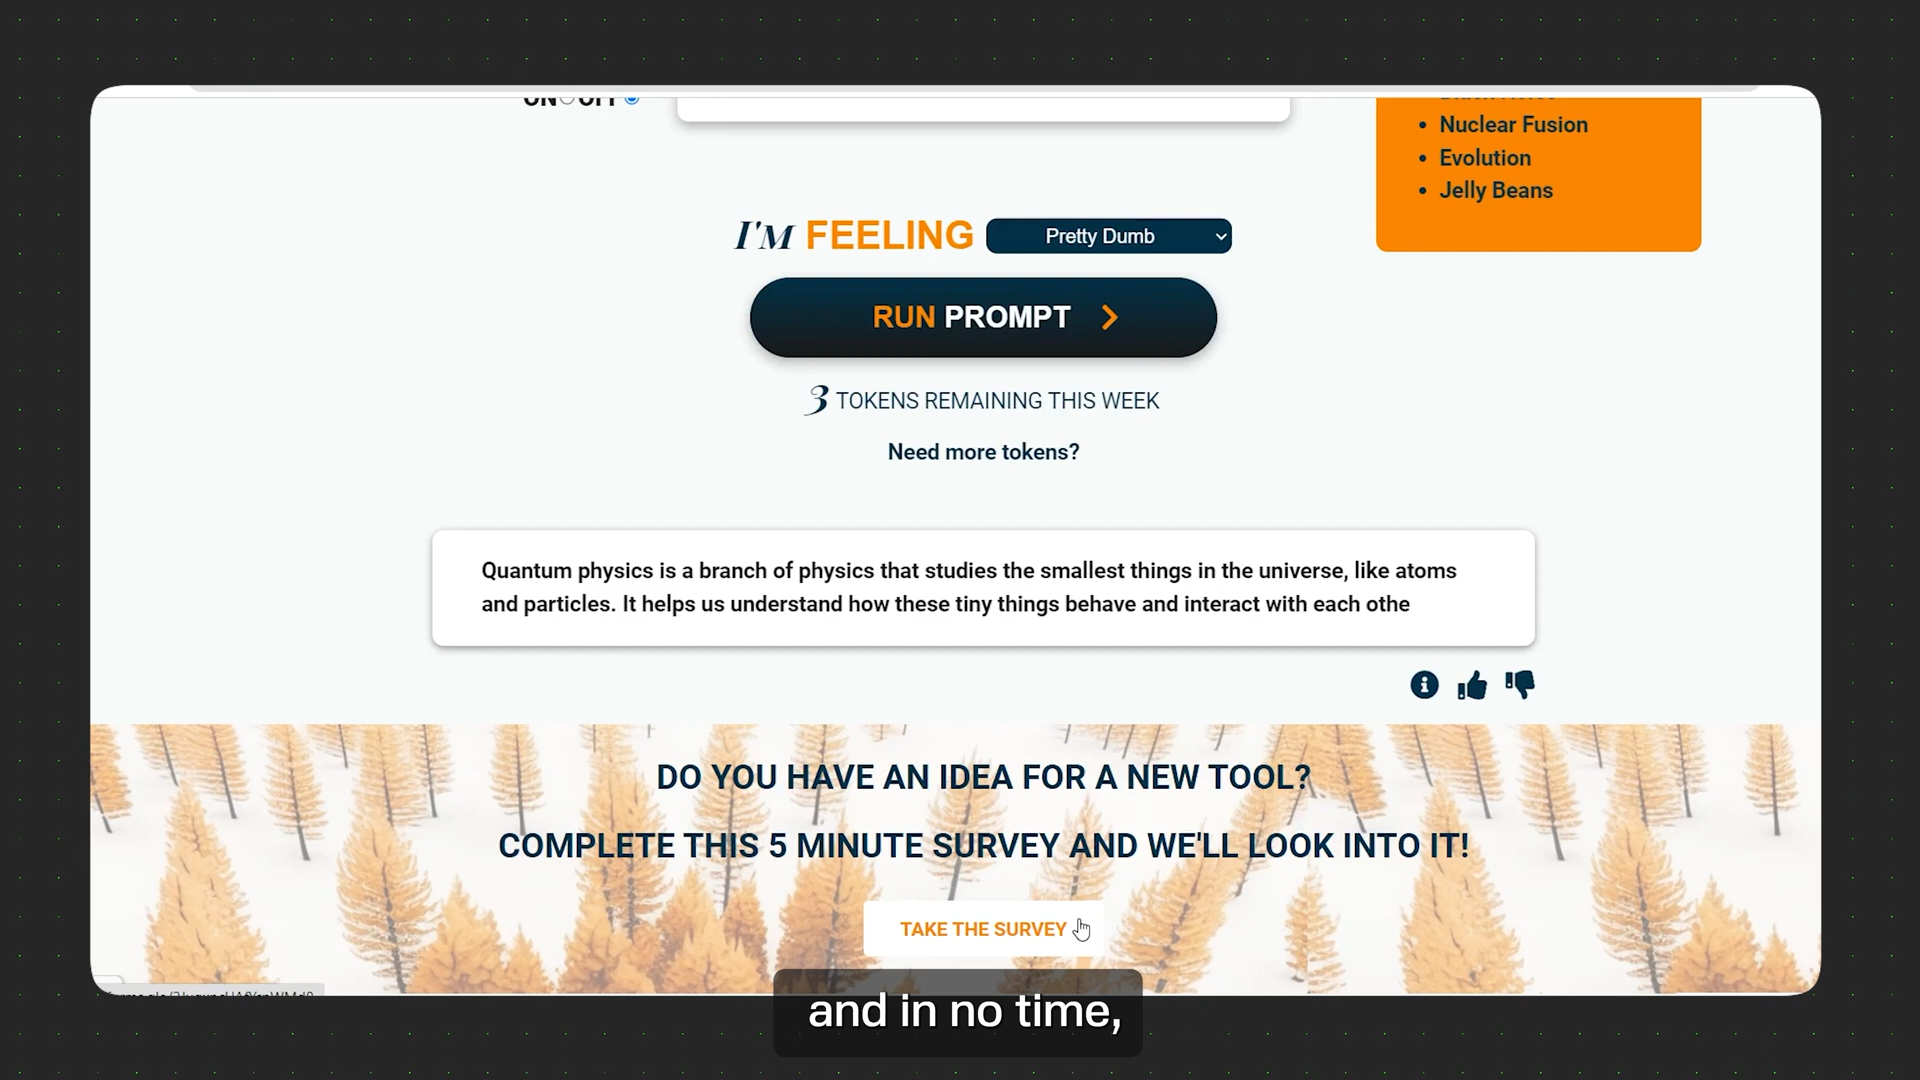 • Nuclear Fusion
• Evolution
• Jelly Beans
I'M FEELING Pretty Dumb
RUN PROMPT
3 TOKENS REMAINING THIS WEEK
Need more tokens?
Quantum physics is a branch of physics that studies the smallest things in the universe, like atoms
and particles. It helps us understand how these tiny things behave and interact with each othe
DO YOU HAVE AN IDEA FOR A NEW TOOL?
COMPLETE THIS 5 MINUTE SURVEY AND WE'LL LOOK INTO IT!
TAKE THE SURVEY
and in no time,